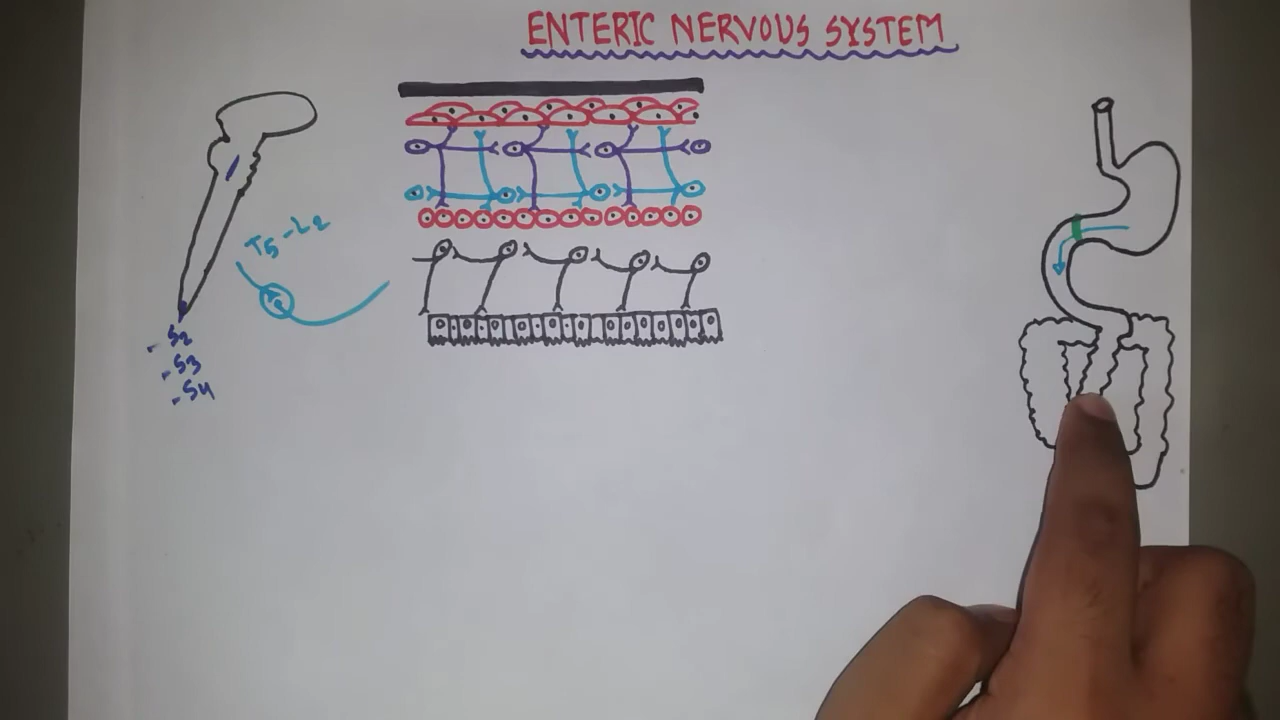 ENTERIC NERVOUS SYSTEM
T5-L2
- S2
- S3
- S4